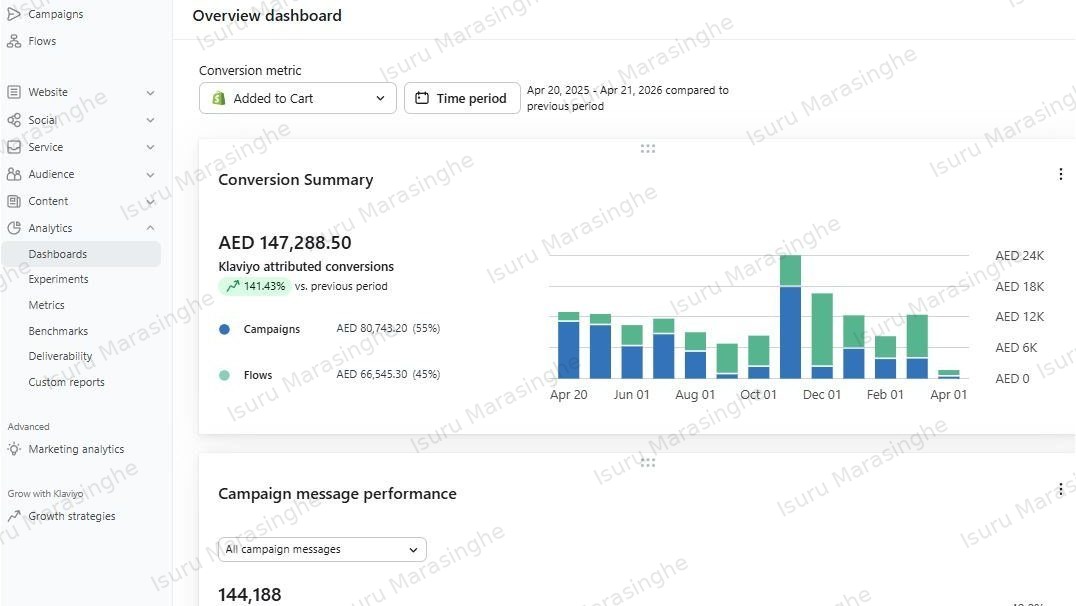 Campaigns
Flows
Website
Social
Service
Audience
Content
Analytics
Dashboards
Experiments
Metrics
Benchmarks
Deliverability
Custom reports
Advanced
Marketing analytics
Grow with Klaviyo
Growth strategies
Overview dashboard
Conversion metric
Added to Cart
Time period
Apr 20, 2025 - Apr 21, 2026 compared to
previous period
Conversion Summary
AED 147,288.50
Klaviyo attributed conversions
141.43% vs. previous period
Campaigns AED 80,743.20 (55%)
Flows AED 66,545.30 (45%)
AED 24K
AED 18K
AED 12K
AED 6K
AED 0
Apr 20 Jun 01 Aug 01 Oct 01 Dec 01 Feb 01 Apr 01
Campaign message performance
All campaign messages
144,188
Isuru Marasinghe